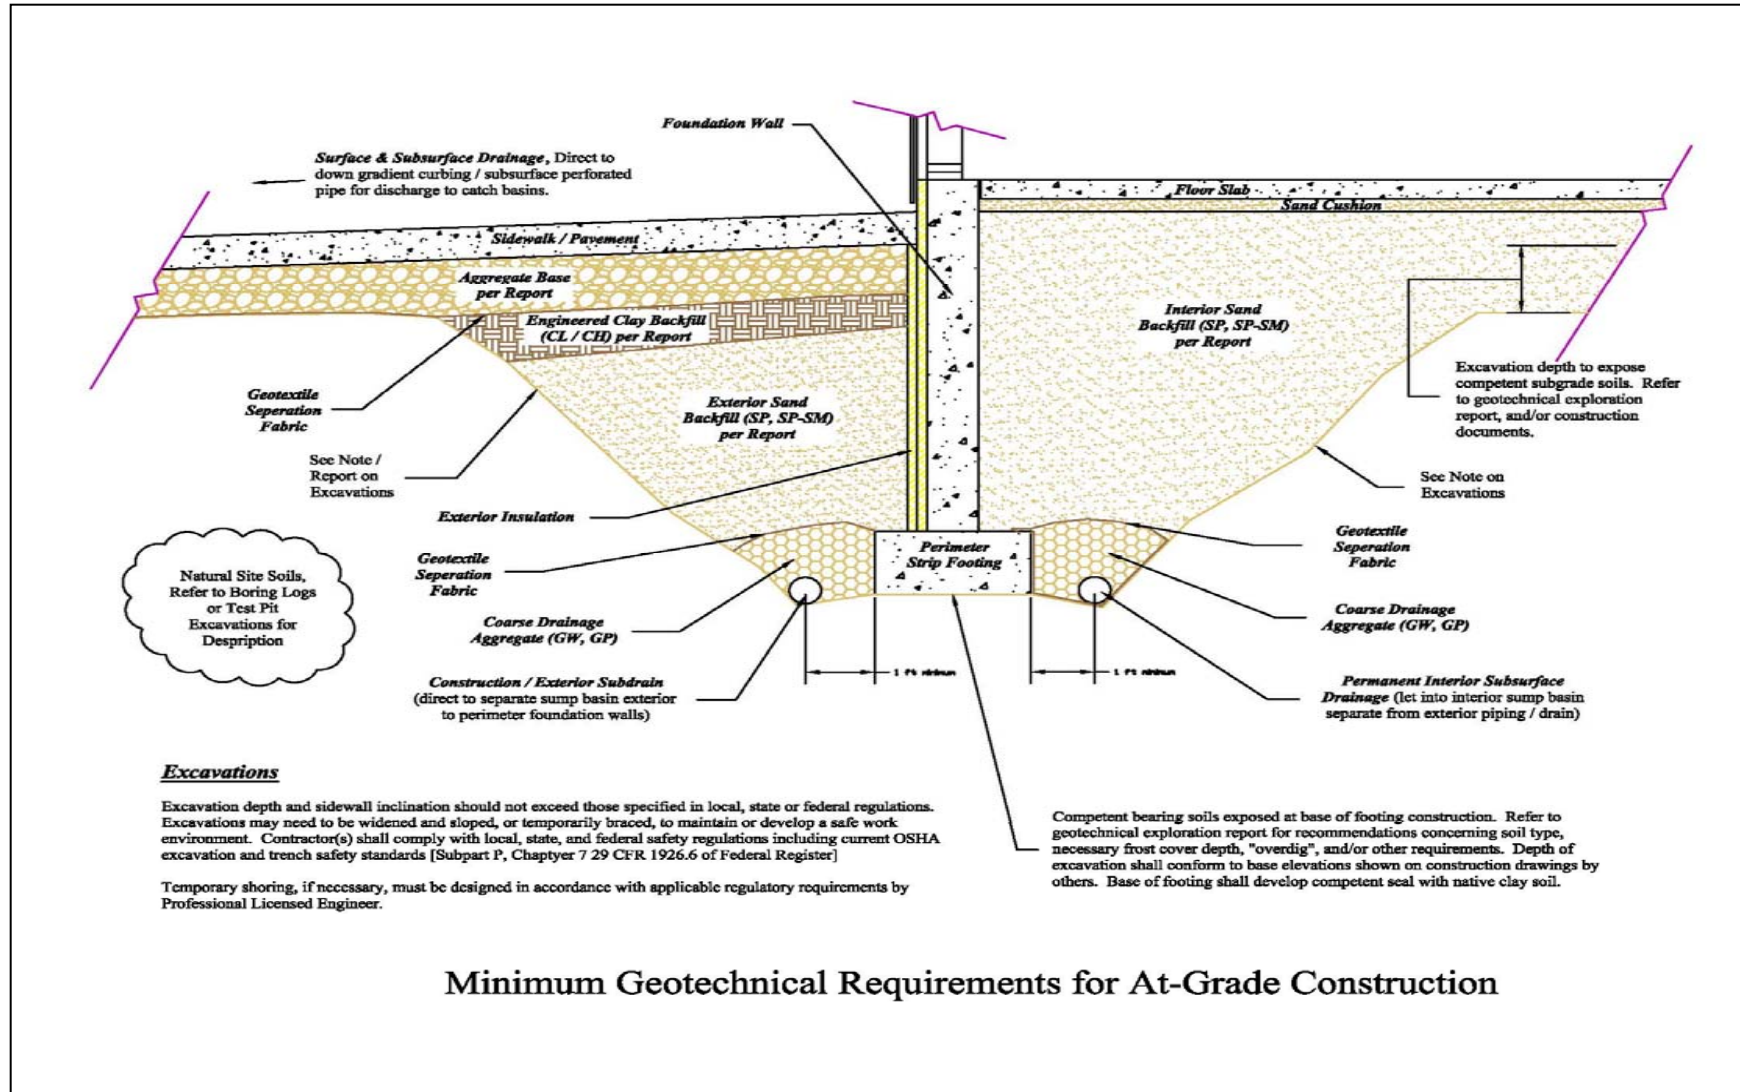 Foundation Wall
Surface & Subsurface Drainage, Direct to
down gradient curbing / subsurface perforated
pipe for discharge to catch basins.
Floor Slab
Sand Cushion
Sidewalk / Pavement
Aggregate Base
per Report
Engineered Clay Backfill
(CL / CH) per Report
Interior Sand
Backfill (SP, SP-SM)
per Report
Excavation depth to expose
competent subgrade soils. Refer
to geotechnical exploration
report, and/or construction
documents.
Geotextile
Seperation
Fabric
Exterior Sand
Backfill (SP, SP-SM)
per Report
See Note /
Report on
Excavations
See Note on
Excavations
Exterior Insulation
Geotextile
Seperation
Fabric
Perimeter
Strip Footing
Geotextile
Seperation
Fabric
Natural Site Soils,
Refer to Boring Logs
or Test Pit
Excavations for
Despription
Coarse Drainage
Aggregate (GW, GP)
Coarse Drainage
Aggregate (GW, GP)
1 ft minimum
1 ft minimum
Construction / Exterior Subdrain
(direct to separate sump basin exterior
to perimeter foundation walls)
Permanent Interior Subsurface
Drainage (let into interior sump basin
separate from exterior piping / drain)
Excavations
Excavation depth and sidewall inclination should not exceed those specified in local, state or federal regulations.
Excavations may need to be widened and sloped, or temporarily braced, to maintain or develop a safe work
environment. Contractor(s) shall comply with local, state, and federal safety regulations including current OSHA
excavation and trench safety standards [Subpart P, Chaptyer 7 29 CFR 1926.6 of Federal Register]
Temporary shoring, if necessary, must be designed in accordance with applicable regulatory requirements by
Professional Licensed Engineer.
Competent bearing soils exposed at base of footing construction. Refer to
geotechnical exploration report for recommendations concerning soil type,
necessary frost cover depth, "overdig", and/or other requirements. Depth of
excavation shall conform to base elevations shown on construction drawings by
others. Base of footing shall develop competent seal with native clay soil.
Minimum Geotechnical Requirements for At-Grade Construction